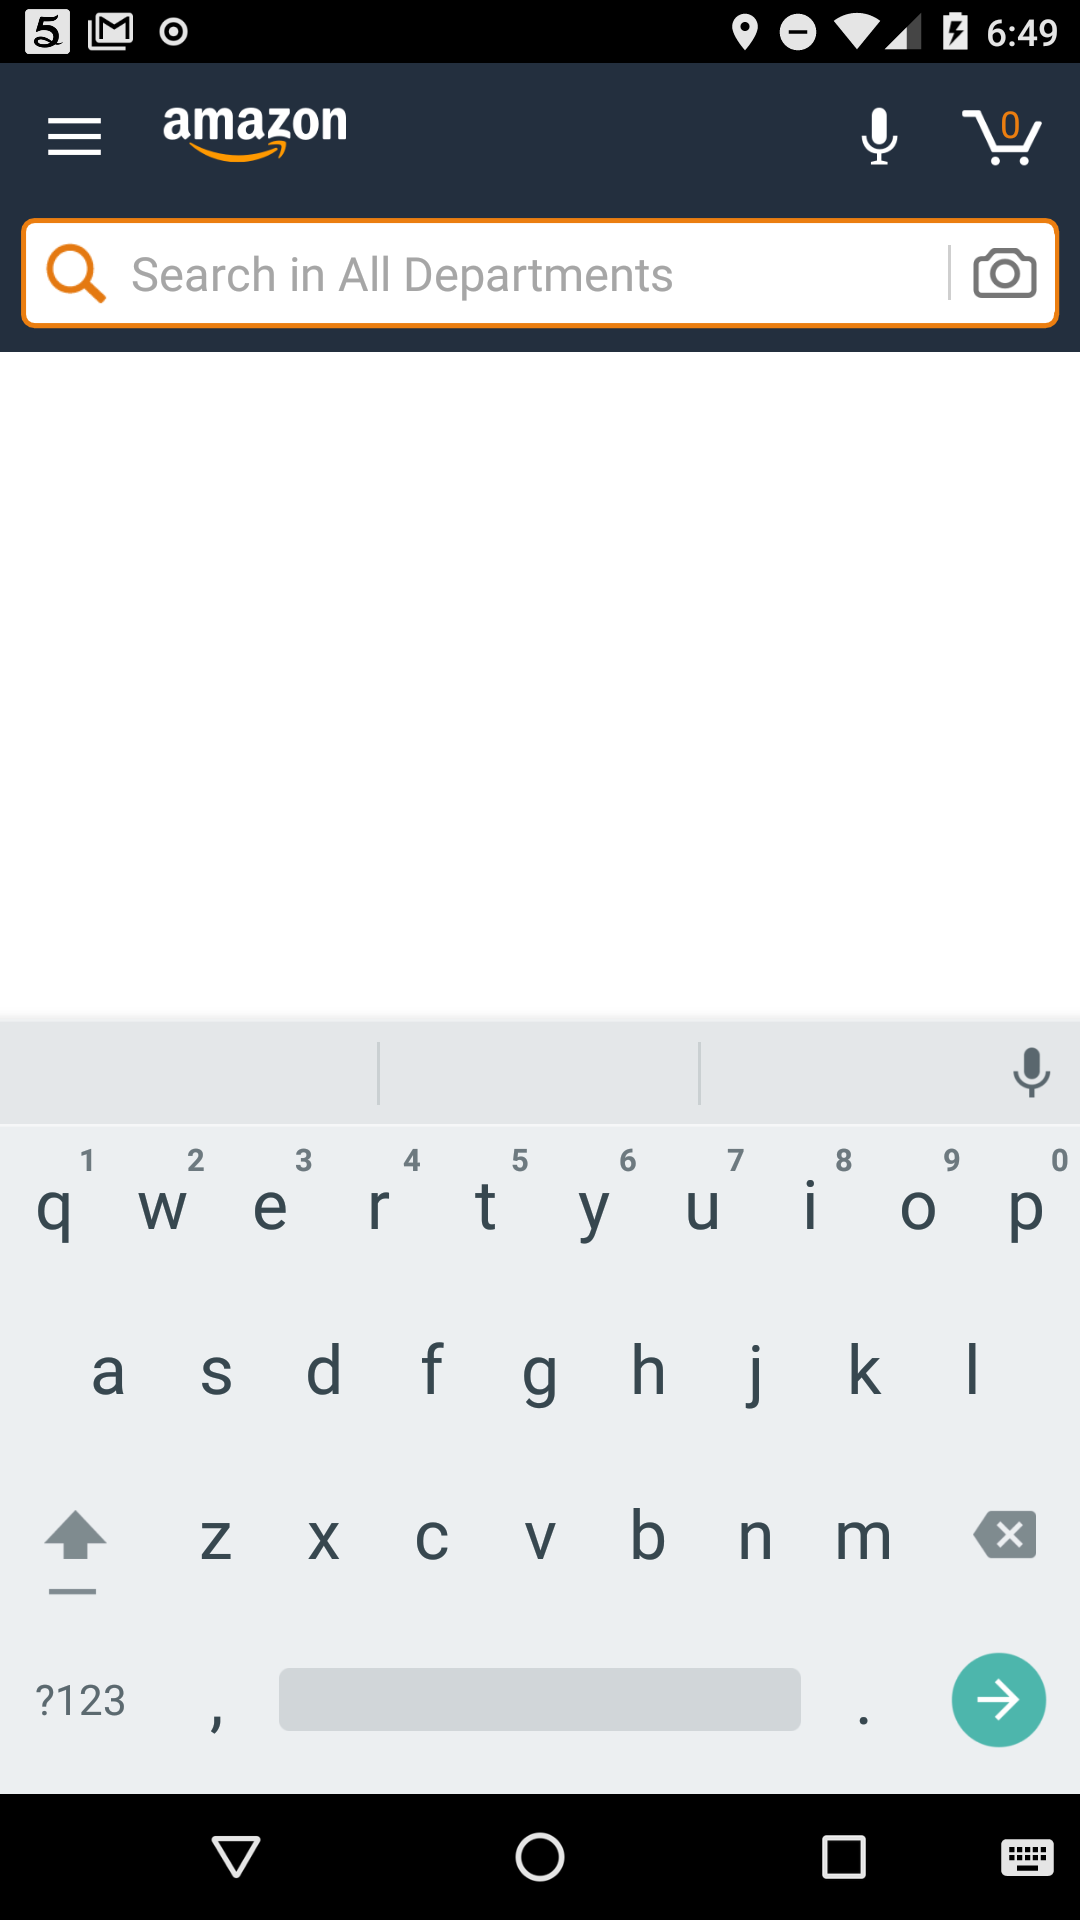 5 6:49
amazon 0
Search in All Departments
1 2 3 4 5 6 7 8 9 0
q w e r t y u i o p
a s d f g h j k l
z x c v b n m
?123 , .